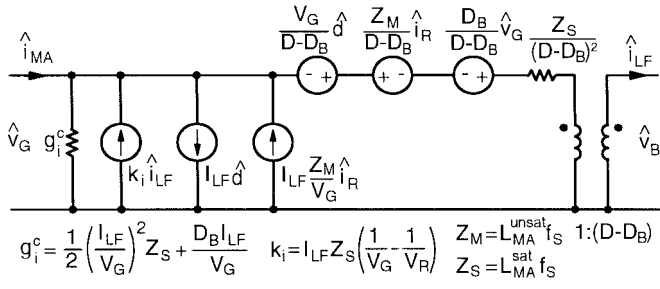 î_MA
v̂_G
g_i^c
k_i î_LF
I_LF d̂
I_LF Z_M/V_G î_R
V_G/(D-D_B) d̂
- +
Z_M/(D-D_B) î_R
+ -
D_B/(D-D_B) v̂_G
- +
Z_S/(D-D_B)²
î_LF
v̂_B
1:(D-D_B)
g_i^c = 1/2 (I_LF/V_G)² Z_S + D_B I_LF/V_G
k_i = I_LF Z_S (1/V_G - 1/V_R)
Z_M = L_MA^unsat f_S
Z_S = L_MA^sat f_S